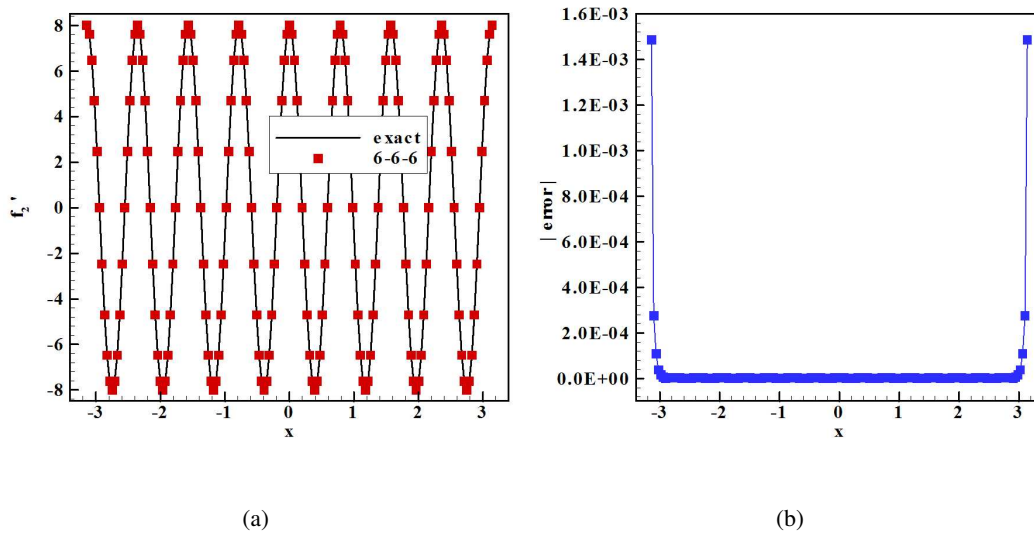 8
6
4
2
0
-2
-4
-6
-8
f₂'
-3
-2
-1
0
1
2
3
x
exact
6-6-6
1.6E-03
1.4E-03
1.2E-03
1.0E-03
8.0E-04
6.0E-04
4.0E-04
2.0E-04
0.0E+00
|error|
-3
-2
-1
0
1
2
3
x
(a)
(b)